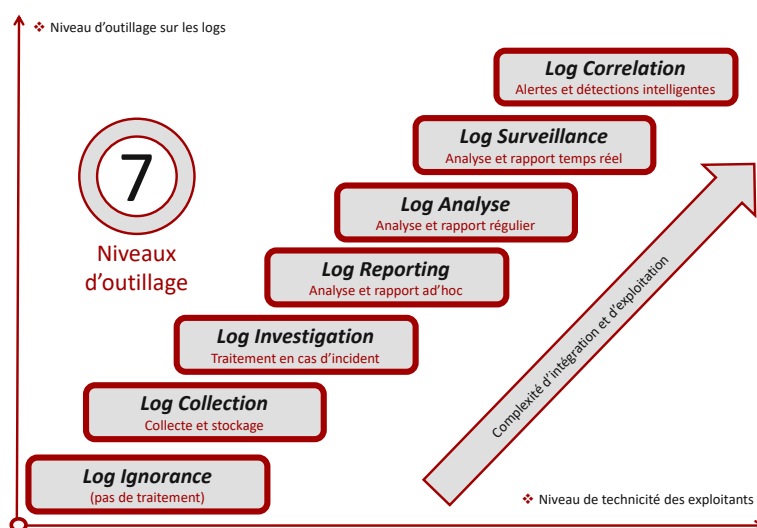 Niveau d'outillage sur les logs
Log Correlation
Alertes et détections intelligentes
Log Surveillance
Analyse et rapport temps réel
7
Niveaux
d'outillage
Log Analyse
Analyse et rapport régulier
Log Reporting
Analyse et rapport ad'hoc
Log Investigation
Traitement en cas d'incident
Log Collection
Collecte et stockage
Log Ignorance
(pas de traitement)
Complexité d'intégration et d'exploitation
Niveau de technicité des exploitants